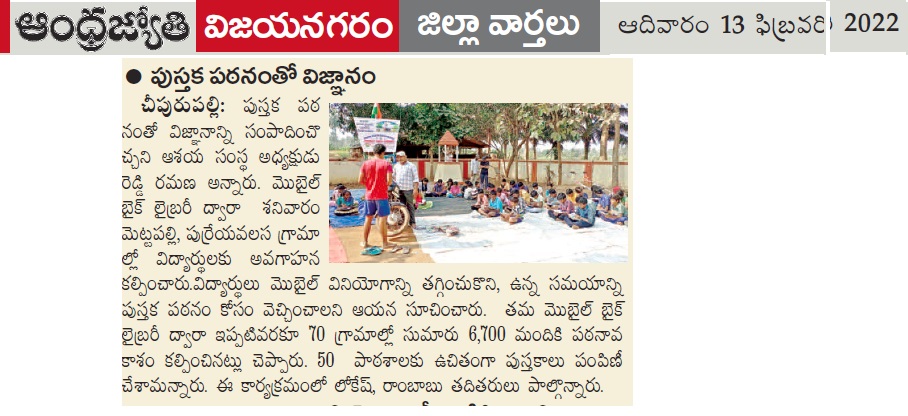 ఆంధ్రజ్యోతి విజయనగరం జిల్లా వార్తలు ఆదివారం 13 ఫిబ్రవరి 2022
● పుస్తక పఠనంతో విజ్ఞానం
చీపురుపల్లి: పుస్తక పఠ
నంతో విజ్ఞానాన్ని సంపాదించొ
చ్చని ఆశయ సంస్థ అధ్యక్షుడు
రెడ్డి రమణ అన్నారు. మొబైల్
బైక్ లైబ్రరీ ద్వారా శనివారం
మెట్టపల్లి, పుర్రేయవలస గ్రామా
ల్లో విద్యార్థులకు అవగాహన
కల్పించారు.విద్యార్థులు మొబైల్ వినియోగాన్ని తగ్గించుకొని, ఉన్న సమయాన్ని
పుస్తక పఠనం కోసం వెచ్చించాలని ఆయన సూచించారు. తమ మొబైల్ బైక్
లైబ్రరీ ద్వారా ఇప్పటివరకూ 70 గ్రామాల్లో సుమారు 6,700 మందికి పఠనావ
కాశం కల్పించినట్లు చెప్పారు. 50 పాఠశాలకు ఉచితంగా పుస్తకాలు పంపిణీ
చేశామన్నారు. ఈ కార్యక్రమంలో లోకేష్, రాంబాబు తదితరులు పాల్గొన్నారు.